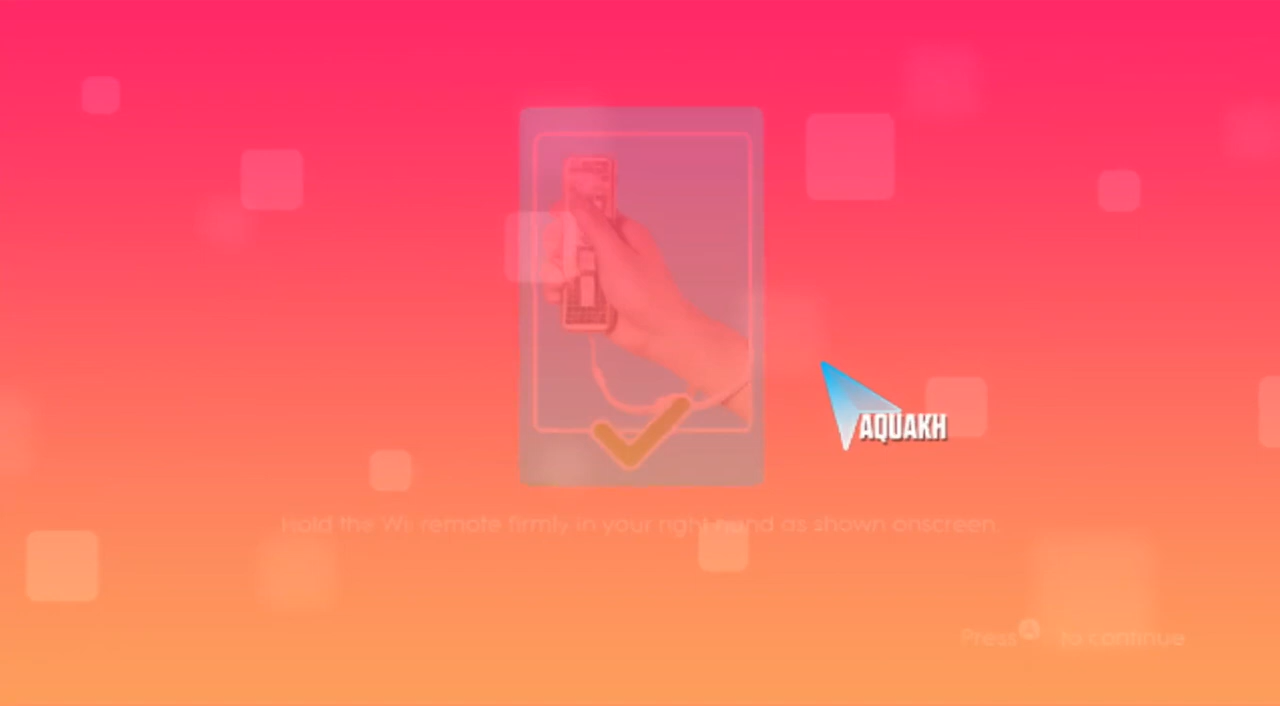 AQUAKH
Hold the Wii remote firmly in your right hand as shown onscreen.
Press A to continue